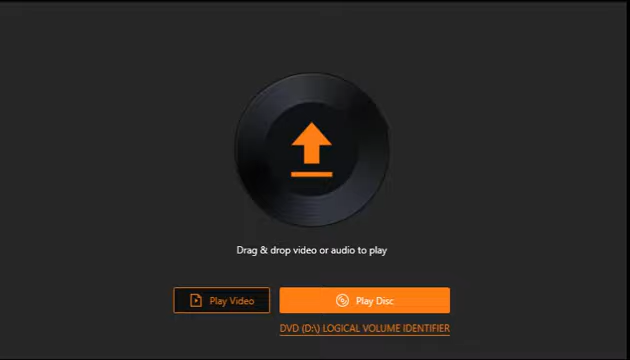 Drag & drop video or audio to play
Play Video
Play Disc
DVD (D:\) LOGICAL VOLUME IDENTIFIER